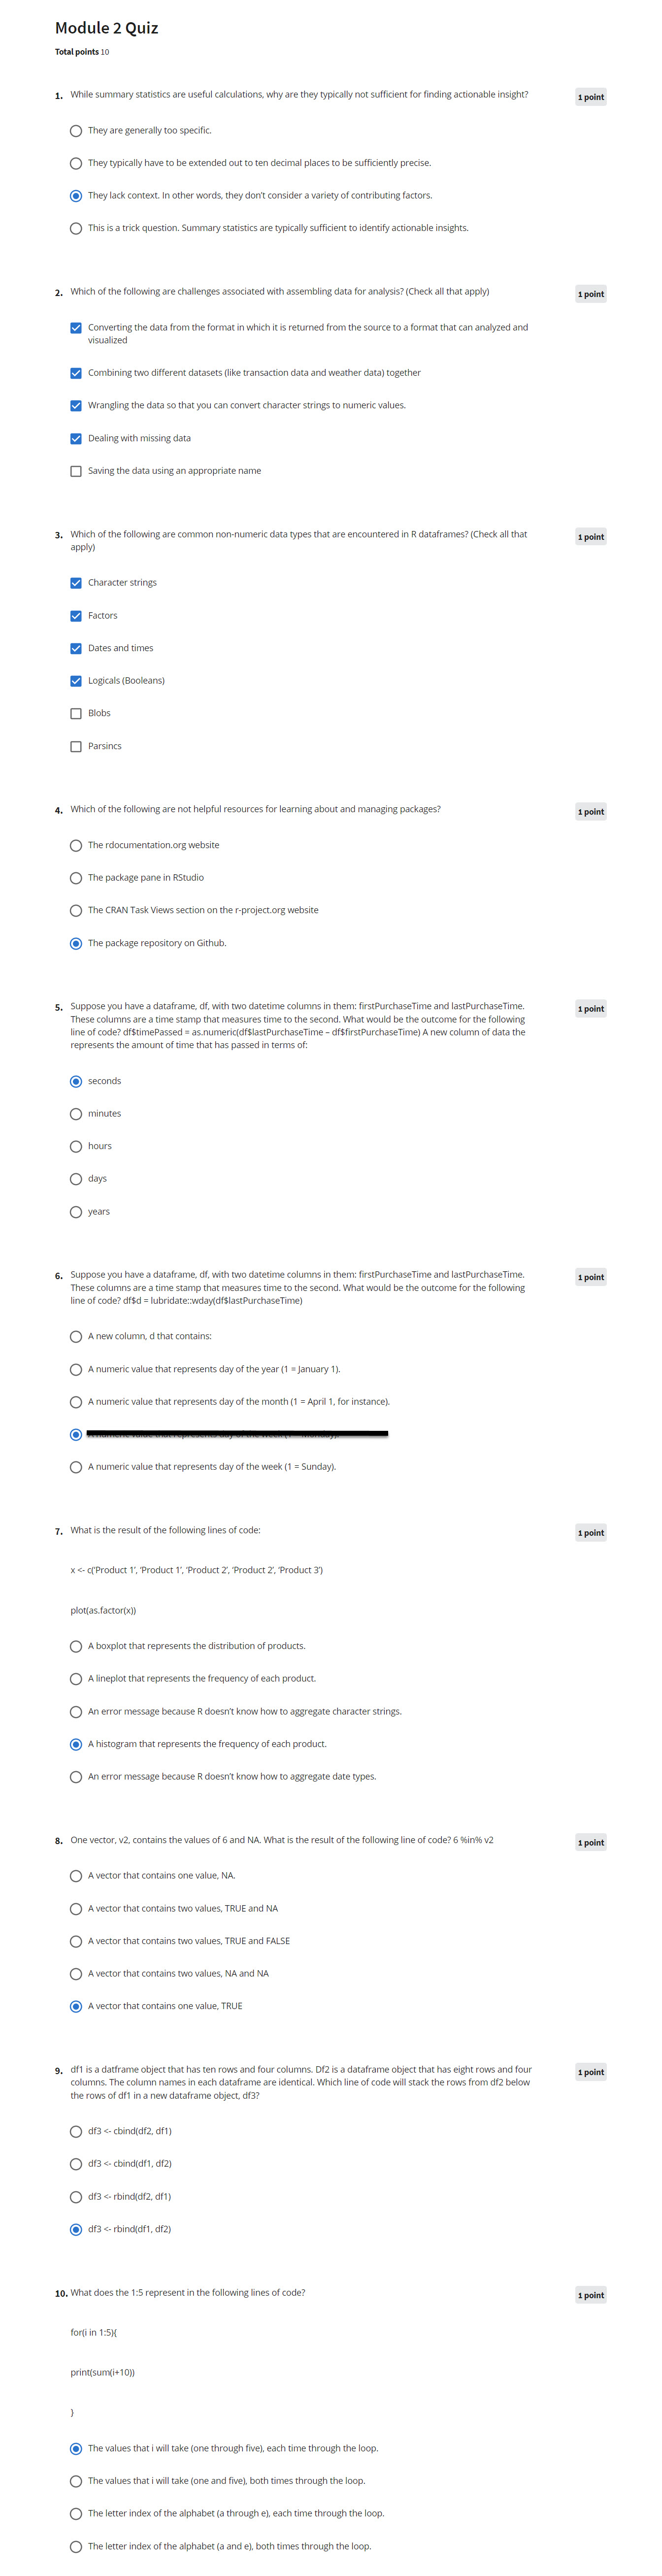 Module 2 Quiz
Total points 10
1. While summary statistics are useful calculations, why are they typically not sufficient for finding actionable insight?
1 point
They are generally too specific.
They typically have to be extended out to ten decimal places to be sufficiently precise.
They lack context. In other words, they don't consider a variety of contributing factors.
This is a trick question. Summary statistics are typically sufficient to identify actionable insights.
2. Which of the following are challenges associated with assembling data for analysis? (Check all that apply)
1 point
Converting the data from the format in which it is returned from the source to a format that can analyzed and
visualized
Combining two different datasets (like transaction data and weather data) together
Wrangling the data so that you can convert character strings to numeric values.
Dealing with missing data
Saving the data using an appropriate name
3. Which of the following are common non-numeric data types that are encountered in R dataframes? (Check all that
apply)
1 point
Character strings
Factors
Dates and times
Logicals (Booleans)
Blobs
Parsincs
4. Which of the following are not helpful resources for learning about and managing packages?
1 point
The rdocumentation.org website
The package pane in RStudio
The CRAN Task Views section on the r-project.org website
The package repository on Github.
5. Suppose you have a dataframe, df, with two datetime columns in them: firstPurchaseTime and lastPurchaseTime.
These columns are a time stamp that measures time to the second. What would be the outcome for the following
line of code? df$timePassed = as.numeric(df$lastPurchaseTime – df$firstPurchaseTime) A new column of data the
represents the amount of time that has passed in terms of:
1 point
seconds
minutes
hours
days
years
6. Suppose you have a dataframe, df, with two datetime columns in them: firstPurchaseTime and lastPurchaseTime.
These columns are a time stamp that measures time to the second. What would be the outcome for the following
line of code? df$d = lubridate::wday(df$lastPurchaseTime)
1 point
A new column, d that contains:
A numeric value that represents day of the year (1 = January 1).
A numeric value that represents day of the month (1 = April 1, for instance).
A numeric value that represents day of the week (1 = Sunday).
7. What is the result of the following lines of code:
1 point
x <- c('Product 1', 'Product 1', 'Product 2', 'Product 2', 'Product 3')
plot(as.factor(x))
A boxplot that represents the distribution of products.
A lineplot that represents the frequency of each product.
An error message because R doesn't know how to aggregate character strings.
A histogram that represents the frequency of each product.
An error message because R doesn't know how to aggregate date types.
8. One vector, v2, contains the values of 6 and NA. What is the result of the following line of code? 6 %in% v2
1 point
A vector that contains one value, NA.
A vector that contains two values, TRUE and NA
A vector that contains two values, TRUE and FALSE
A vector that contains two values, NA and NA
A vector that contains one value, TRUE
9. df1 is a datframe object that has ten rows and four columns. Df2 is a dataframe object that has eight rows and four
columns. The column names in each dataframe are identical. Which line of code will stack the rows from df2 below
the rows of df1 in a new dataframe object, df3?
1 point
df3 <- cbind(df2, df1)
df3 <- cbind(df1, df2)
df3 <- rbind(df2, df1)
df3 <- rbind(df1, df2)
10. What does the 1:5 represent in the following lines of code?
1 point
for(i in 1:5){
print(sum(i+10))
}
The values that i will take (one through five), each time through the loop.
The values that i will take (one and five), both times through the loop.
The letter index of the alphabet (a through e), each time through the loop.
The letter index of the alphabet (a and e), both times through the loop.